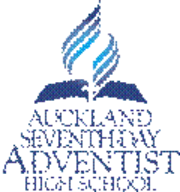 AUCKLAND
SEVENTH-DAY
ADVENTIST
HIGH SCHOOL